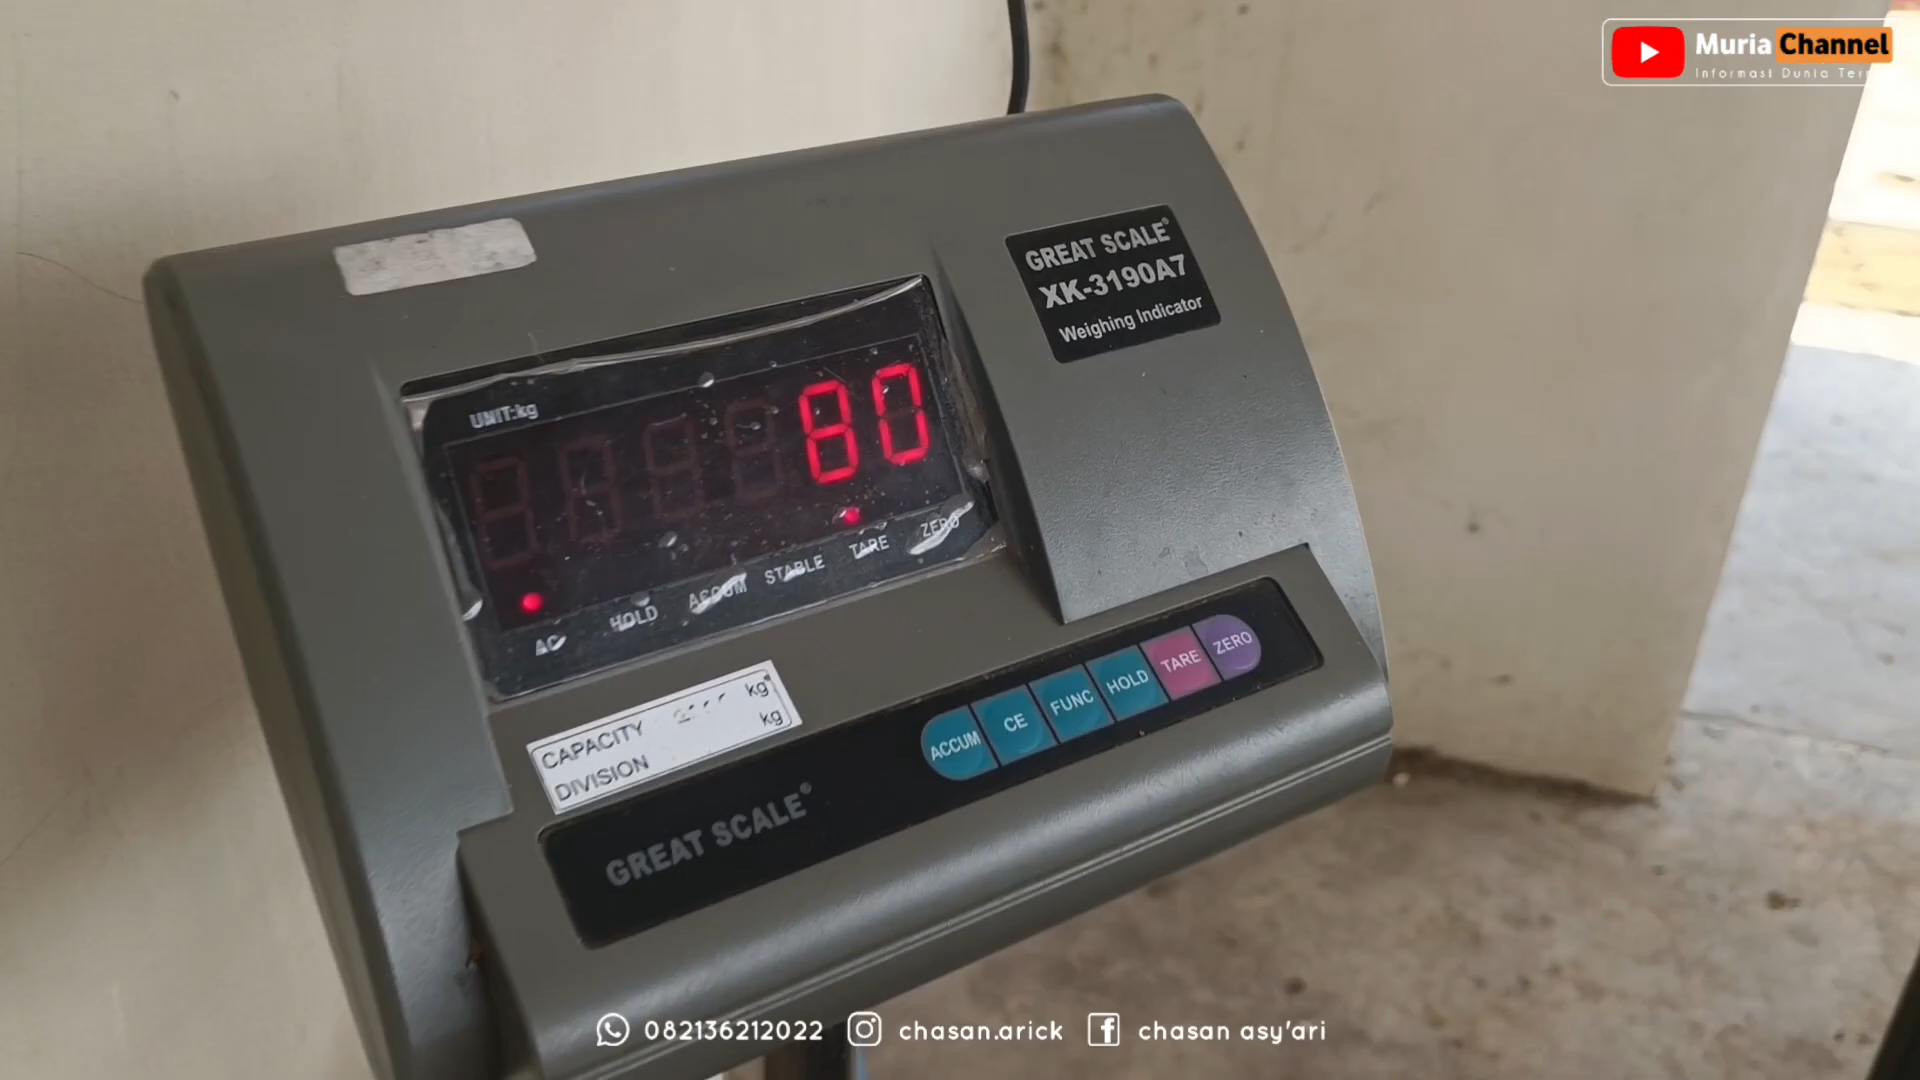 Muria Channel
Informasi Dunia
GREAT SCALE®
XK-3190A7
Weighing Indicator
UNIT:kg
80
AC HOLD ACCUM STABLE TARE ZERO
CAPACITY kg
DIVISION kg
ACCUM CE FUNC HOLD TARE ZERO
GREAT SCALE®
082136212022 chasan.arick chasan asy'ari